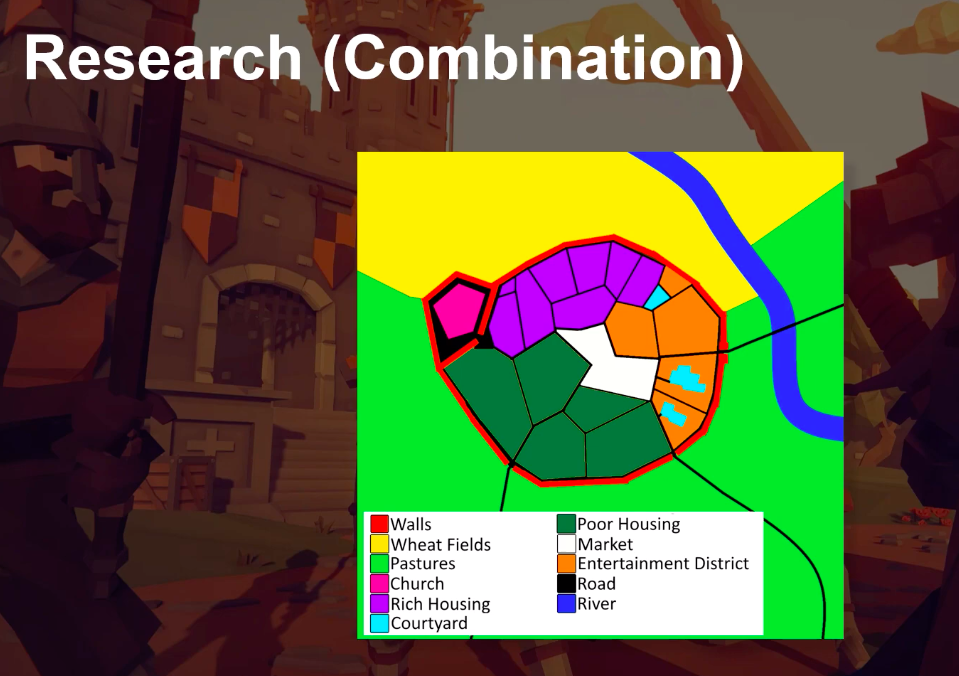 Research (Combination)
Walls
Wheat Fields
Pastures
Church
Rich Housing
Courtyard
Poor Housing
Market
Entertainment District
Road
River